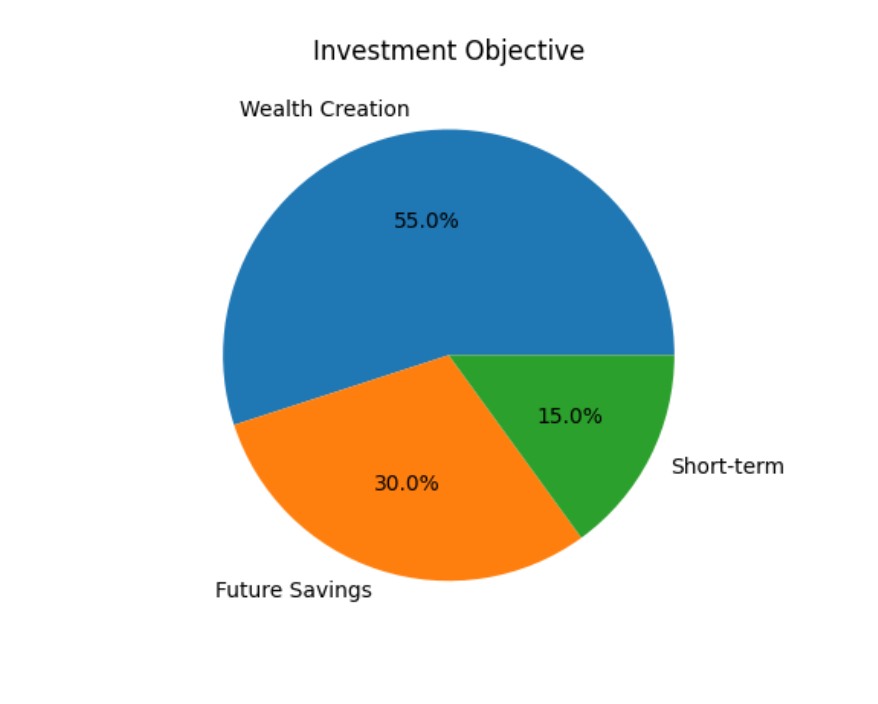 Investment Objective
Wealth Creation
55.0%
15.0%
Short-term
30.0%
Future Savings